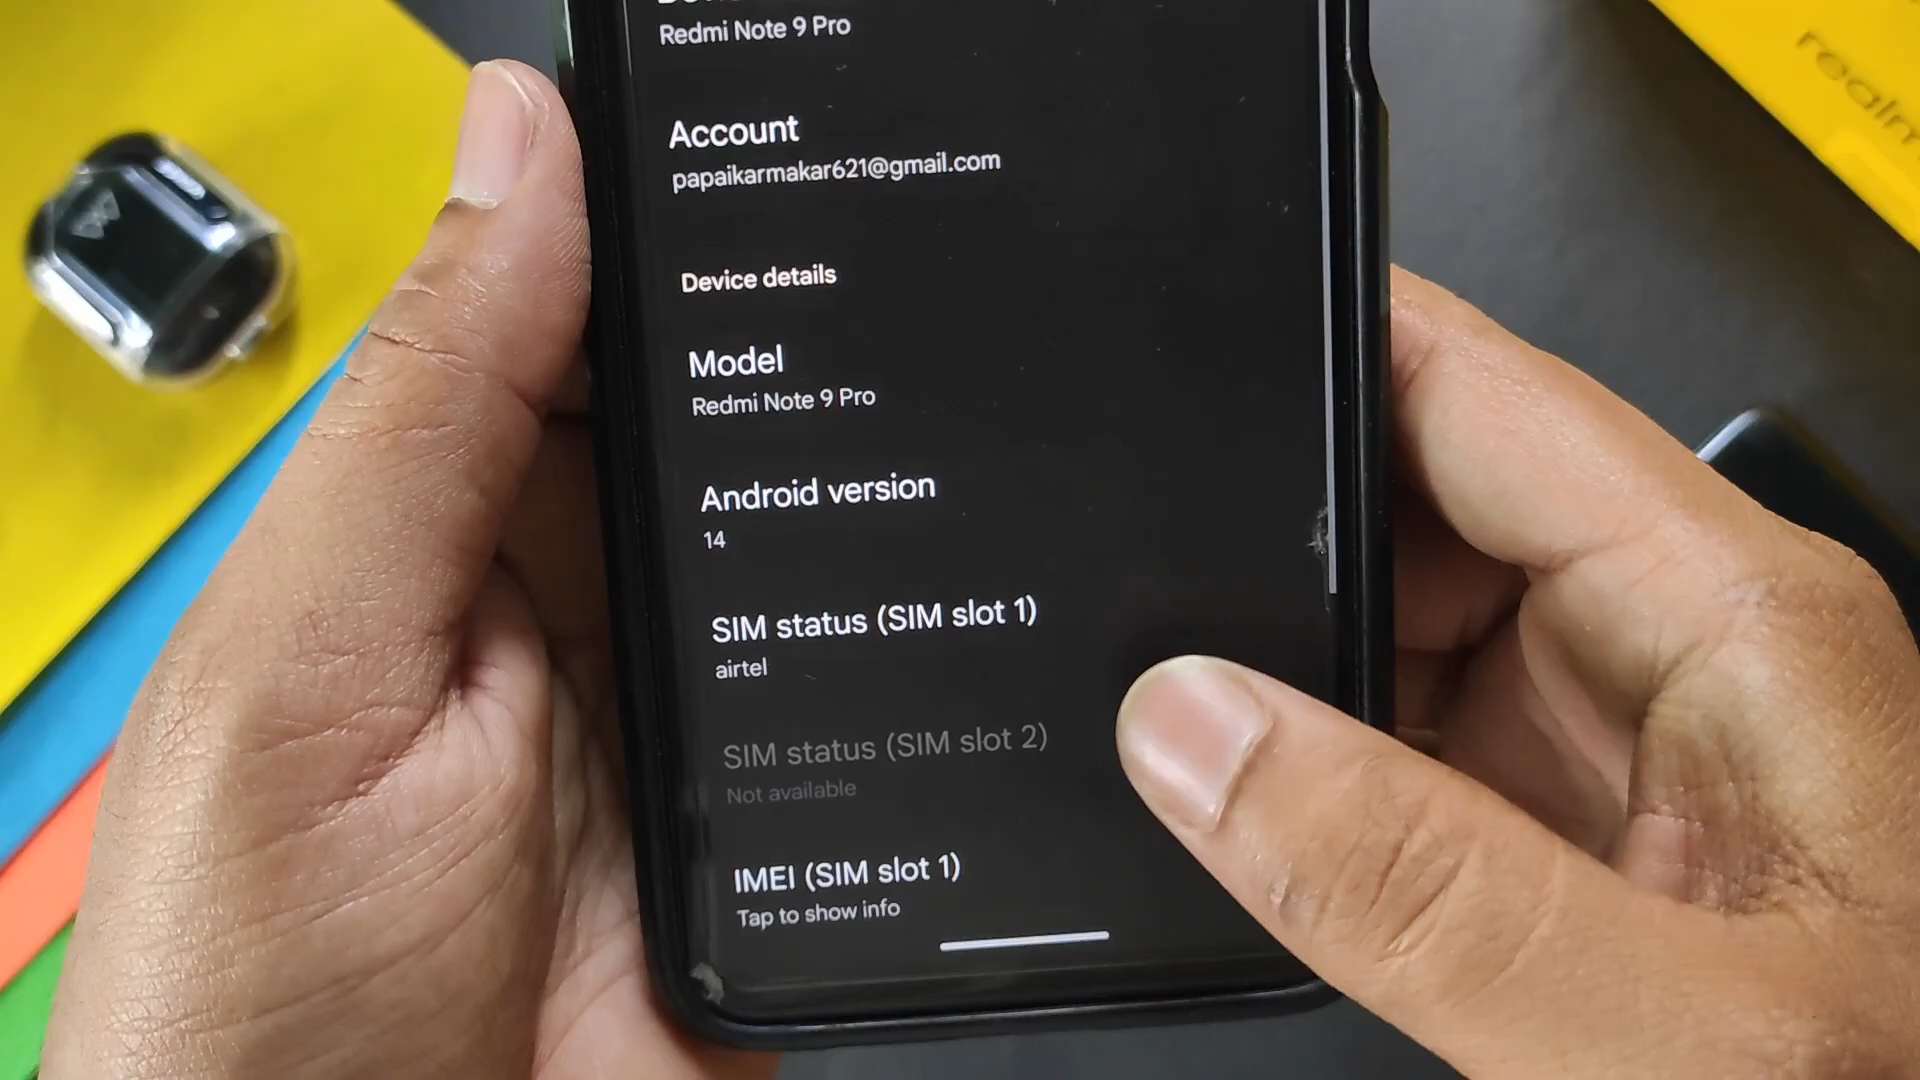 Redmi Note 9 Pro
Account
papaikarmakar621@gmail.com
Device details
Model
Redmi Note 9 Pro
Android version
14
SIM status (SIM slot 1)
airtel
SIM status (SIM slot 2)
Not available
IMEI (SIM slot 1)
Tap to show info
realm